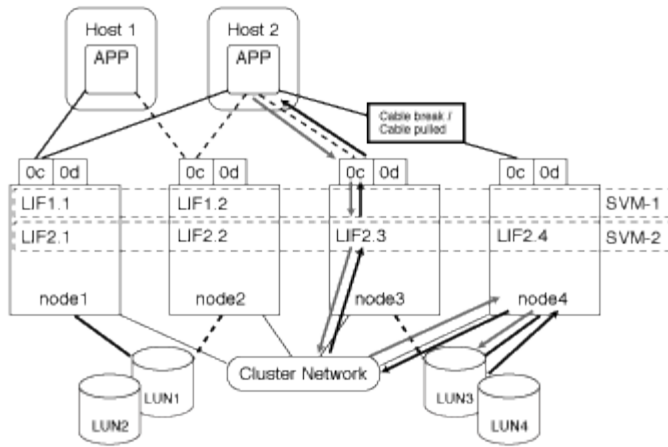 Host 1
APP
Host 2
APP
Cable break /
Cable pulled
0c 0d
0c 0d
0c 0d
0c 0d
LIF1.1
LIF1.2
SVM-1
LIF2.1
LIF2.2
LIF2.3
LIF2.4
SVM-2
node1
node2
node3
node4
Cluster Network
LUN1
LUN2
LUN3
LUN4